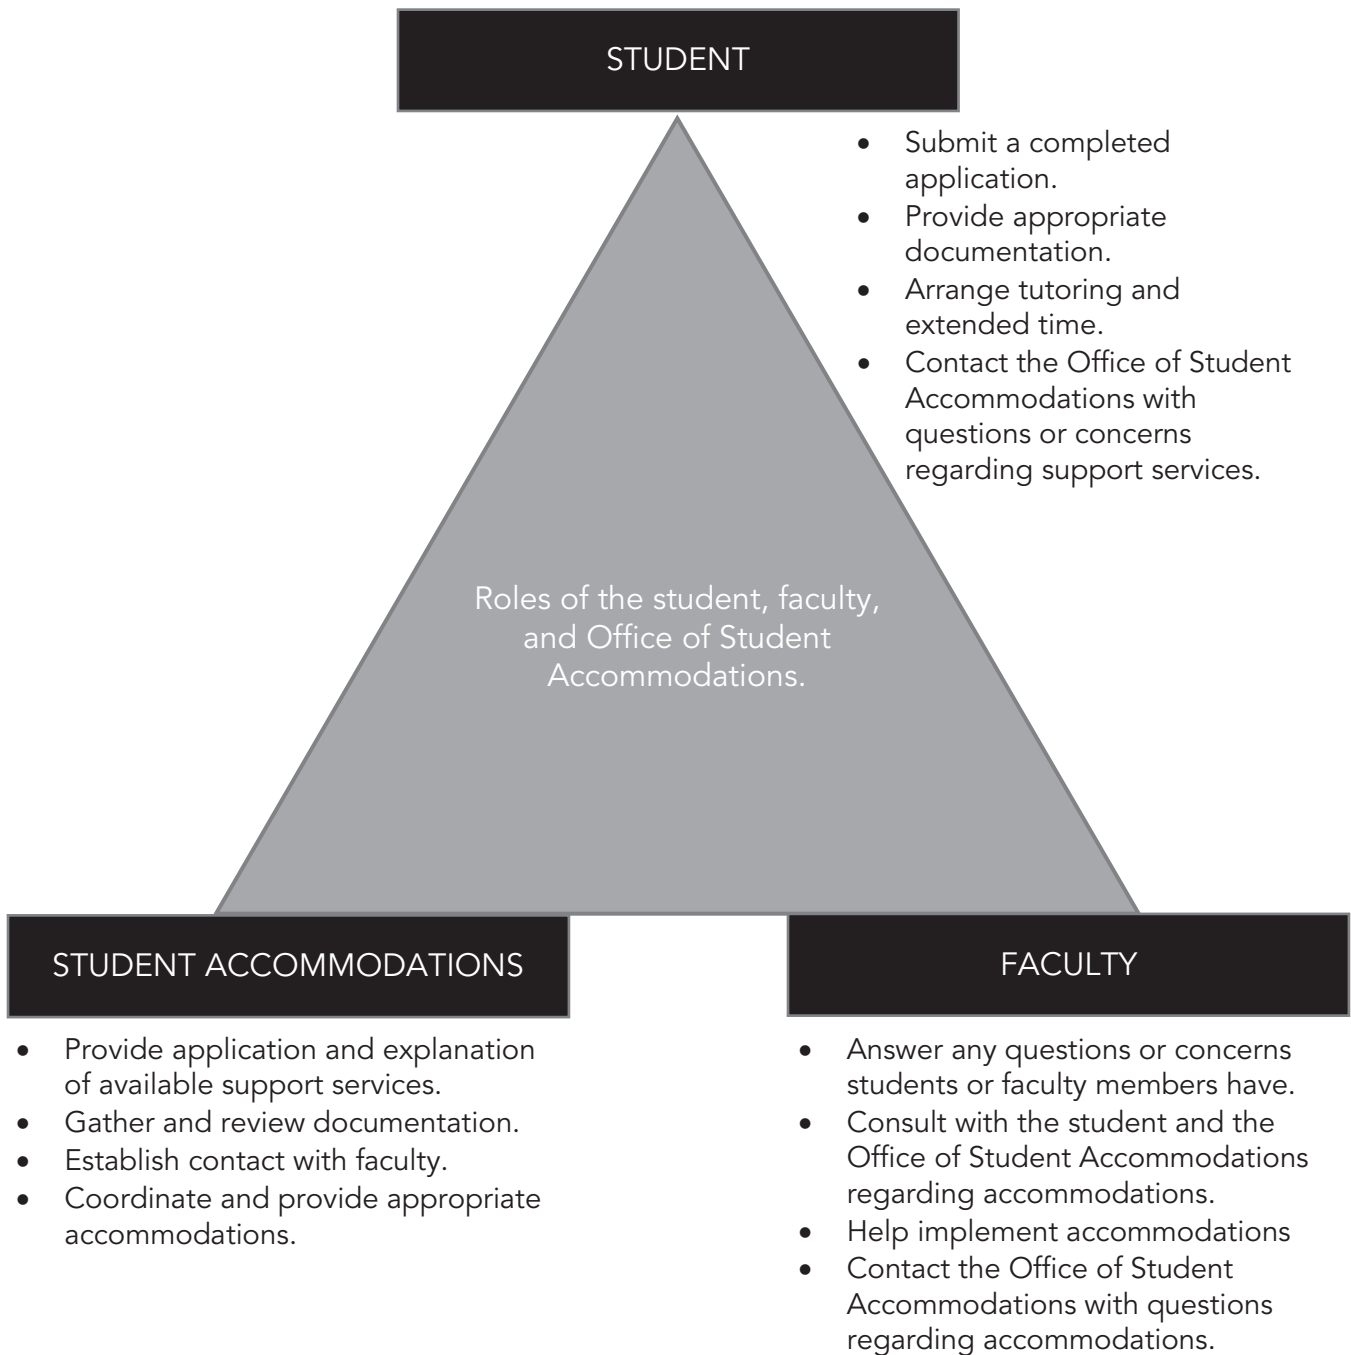 STUDENT
• Submit a completed
application.
• Provide appropriate
documentation.
• Arrange tutoring and
extended time.
• Contact the Office of Student
Accommodations with
questions or concerns
regarding support services.
Roles of the student, faculty,
and Office of Student
Accommodations.
STUDENT ACCOMMODATIONS
• Provide application and explanation
of available support services.
• Gather and review documentation.
• Establish contact with faculty.
• Coordinate and provide appropriate
accommodations.
FACULTY
• Answer any questions or concerns
students or faculty members have.
• Consult with the student and the
Office of Student Accommodations
regarding accommodations.
• Help implement accommodations
• Contact the Office of Student
Accommodations with questions
regarding accommodations.